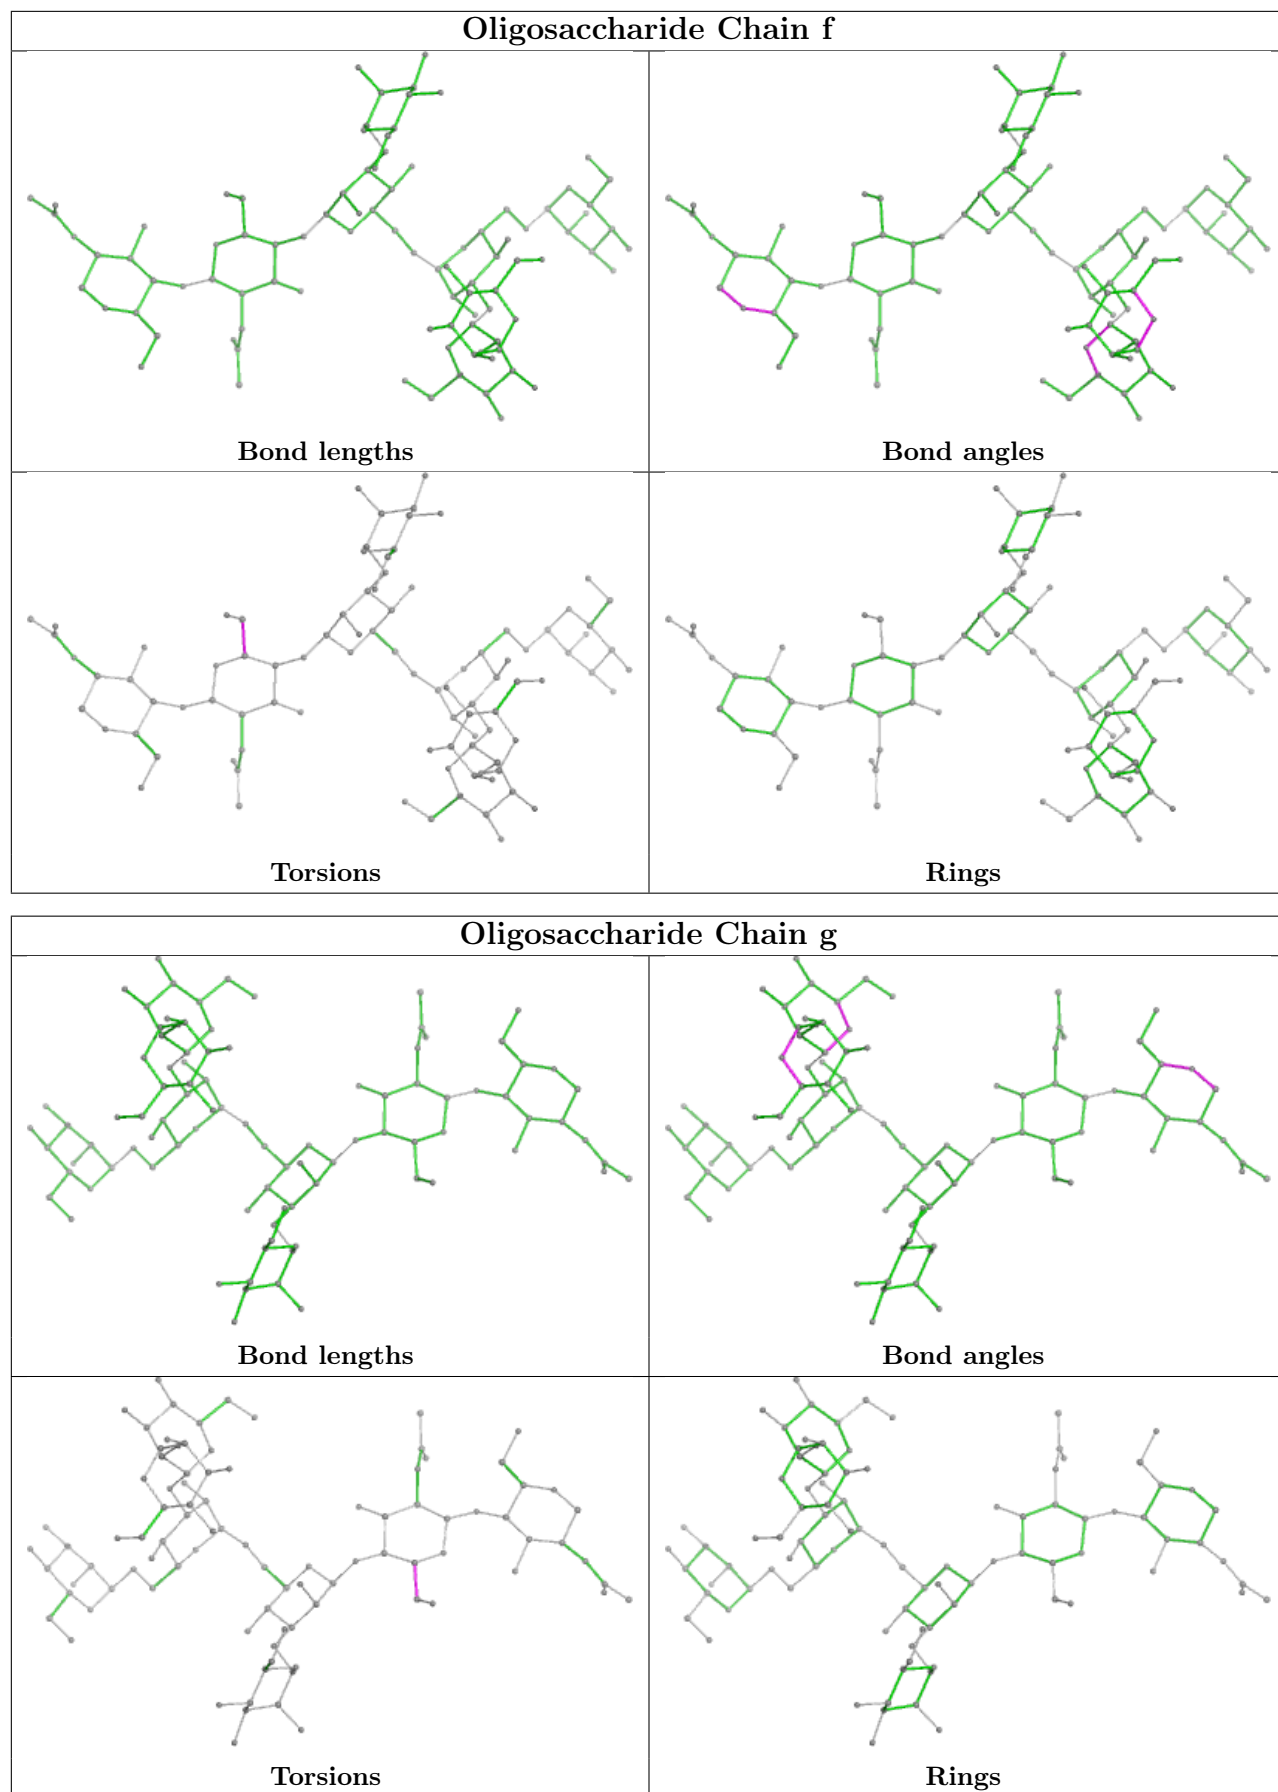 Oligosaccharide Chain f
Bond lengths
Bond angles
Torsions
Rings
Oligosaccharide Chain g
Bond lengths
Bond angles
Torsions
Rings